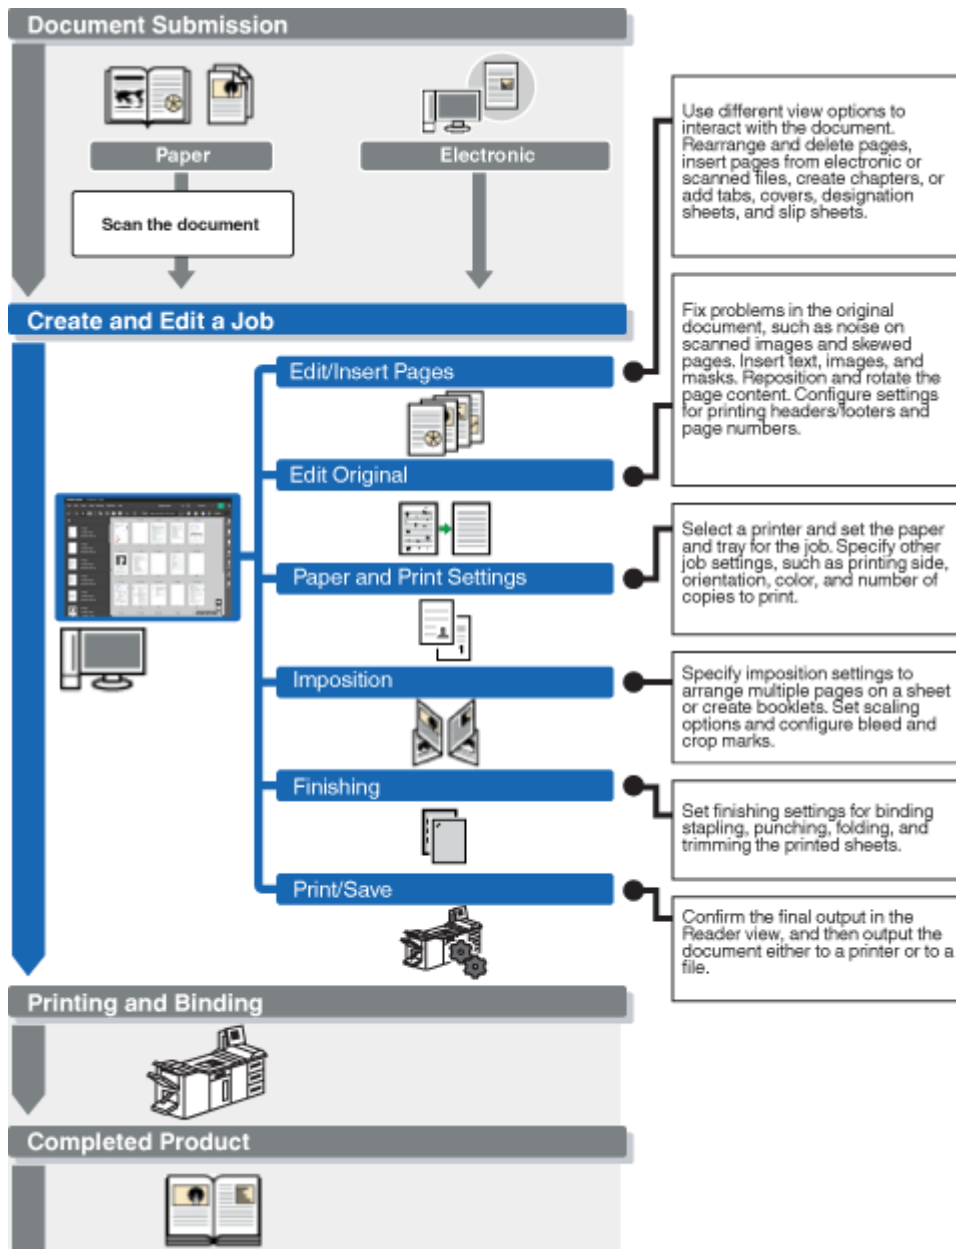 Document Submission
Paper
Electronic
Scan the document
Create and Edit a Job
Edit/Insert Pages
Use different view options to
interact with the document.
Rearrange and delete pages,
insert pages from electronic or
scanned files, create chapters, or
add tabs, covers, designation
sheets, and slip sheets.
Edit Original
Fix problems in the original
document, such as noise on
scanned images and skewed
pages. Insert text, images, and
masks. Reposition and rotate the
page content. Configure settings
for printing headers/footers and
page numbers.
Paper and Print Settings
Select a printer and set the paper
and tray for the job. Specify other
job settings, such as printing side,
orientation, color, and number of
copies to print.
Imposition
Specify imposition settings to
arrange multiple pages on a sheet
or create booklets. Set scaling
options and configure bleed and
crop marks.
Finishing
Set finishing settings for binding
stapling, punching, folding, and
trimming the printed sheets.
Print/Save
Confirm the final output in the
Reader view, and then output the
document either to a printer or to a
file.
Printing and Binding
Completed Product